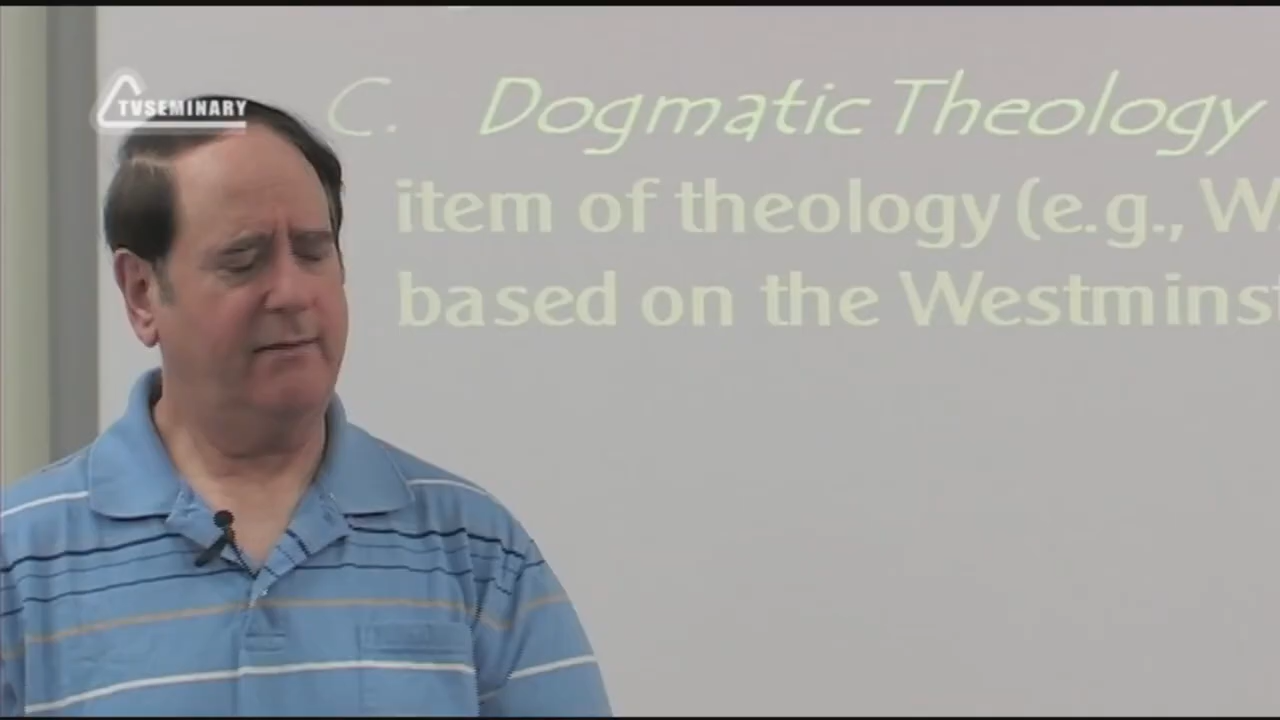 TVSEMINARY
C. Dogmatic Theology
item of theology (e.g., W.
based on the Westminst